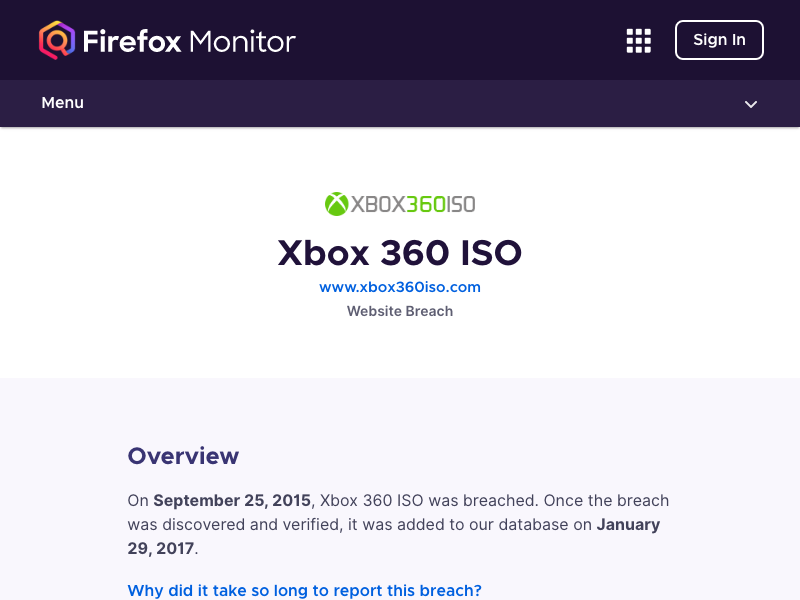 Firefox Monitor
Sign In
Menu
XBOX360ISO
Xbox 360 ISO
www.xbox360iso.com
Website Breach
Overview
On September 25, 2015, Xbox 360 ISO was breached. Once the breach
was discovered and verified, it was added to our database on January
29, 2017.
Why did it take so long to report this breach?